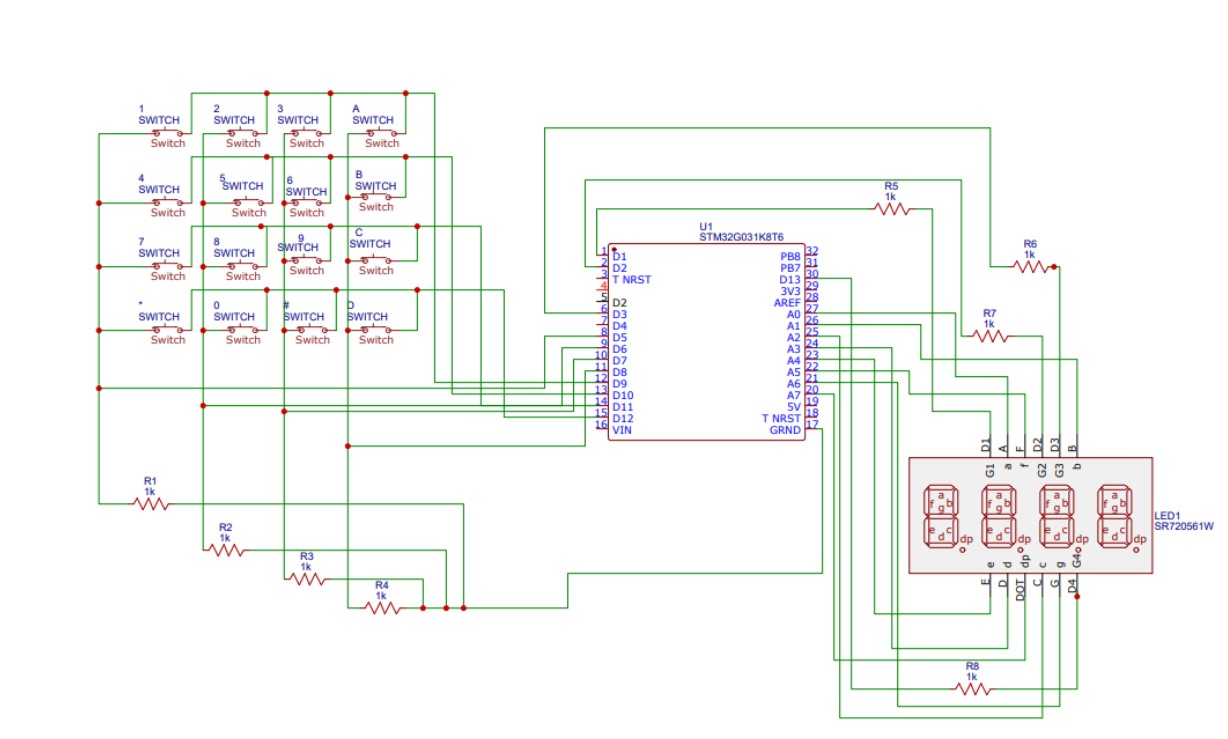 1
SWITCH
Switch
2
SWITCH
Switch
3
SWITCH
Switch
A
SWITCH
Switch
4
SWITCH
Switch
5
SWITCH
Switch
6
SWITCH
Switch
B
SWITCH
Switch
7
SWITCH
Switch
8
SWITCH
Switch
9
SWITCH
Switch
C
SWITCH
Switch
*
SWITCH
Switch
0
SWITCH
Switch
#
SWITCH
Switch
D
SWITCH
Switch
R1
1k
R2
1k
R3
1k
R4
1k
U1
STM32G031K8T6
1 D1
2 D2
3 T NRST
4
5 D2
6 D3
7 D4
8 D5
9 D6
10 D7
11 D8
12 D9
13 D10
14 D11
15 D12
16 VIN
PB8 32
PB7 31
D13 30
3V3 29
AREF 28
A0 27
A1 26
A2 25
A3 24
A4 23
A5 22
A6 21
A7 20
5V 19
T NRST 18
GRND 17
R5
1k
R6
1k
R7
1k
D1 A F D2 D3 B
G1 a f G2 G3 b
a f b g e c d dp
a f b g e c d dp
a f b g e c d dp
a f b g e c d dp
LED1
SR720561W
e d dp c g G4
E D DOT C G D4
R8
1k